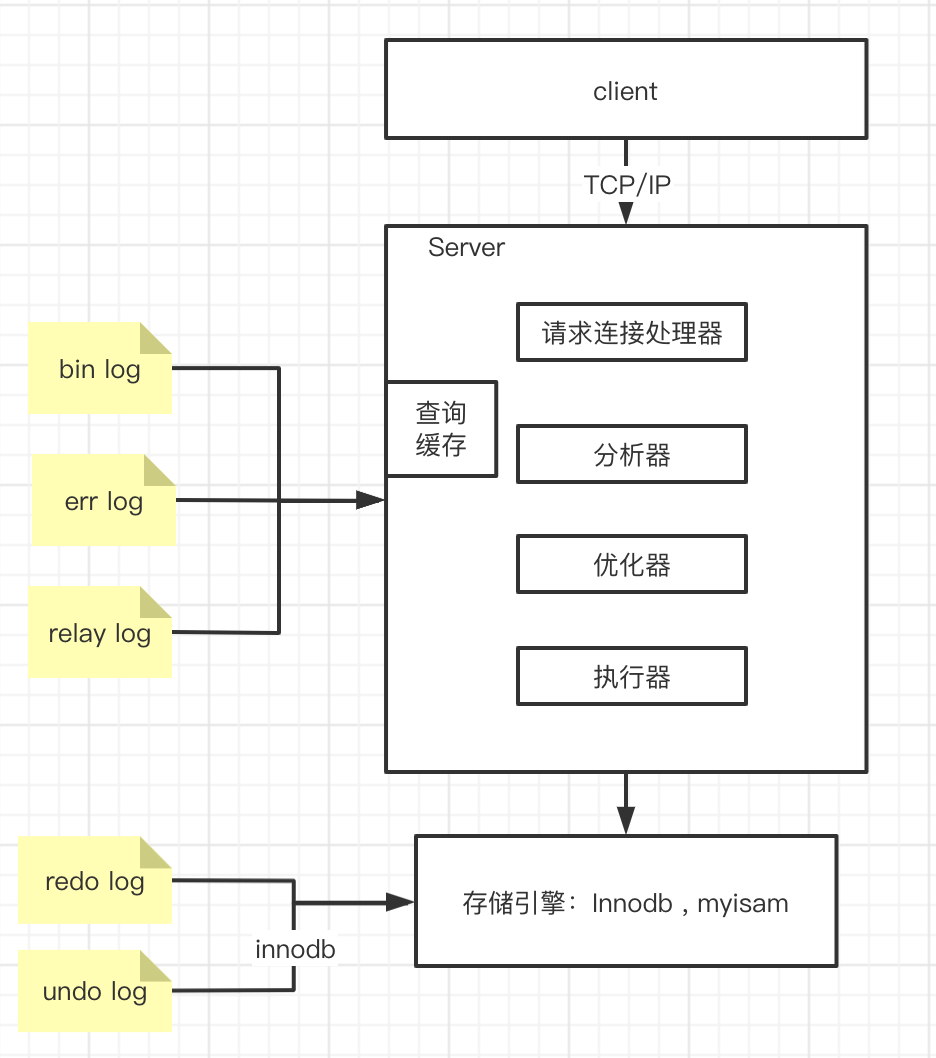 client
TCP/IP
Server
请求连接处理器
bin log
查询
缓存
分析器
err log
优化器
relay log
执行器
redo log
存储引擎：Innodb , myisam
innodb
undo log